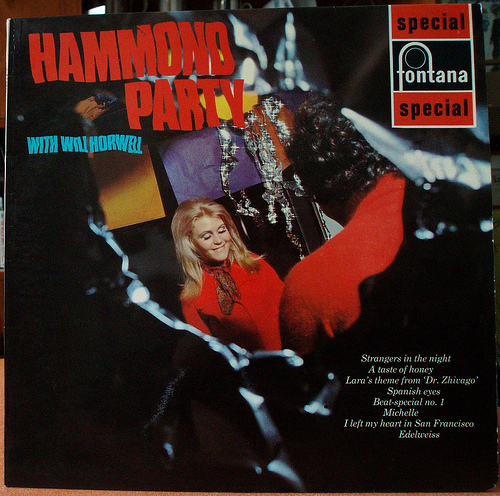 HAMMOND
PARTY
WITH WILL HORWELL
special
fontana
special
Strangers in the night
A taste of honey
Lara's theme from 'Dr. Zhivago'
Spanish eyes
Beat-special no. 1
Michelle
I left my heart in San Francisco
Edelweiss